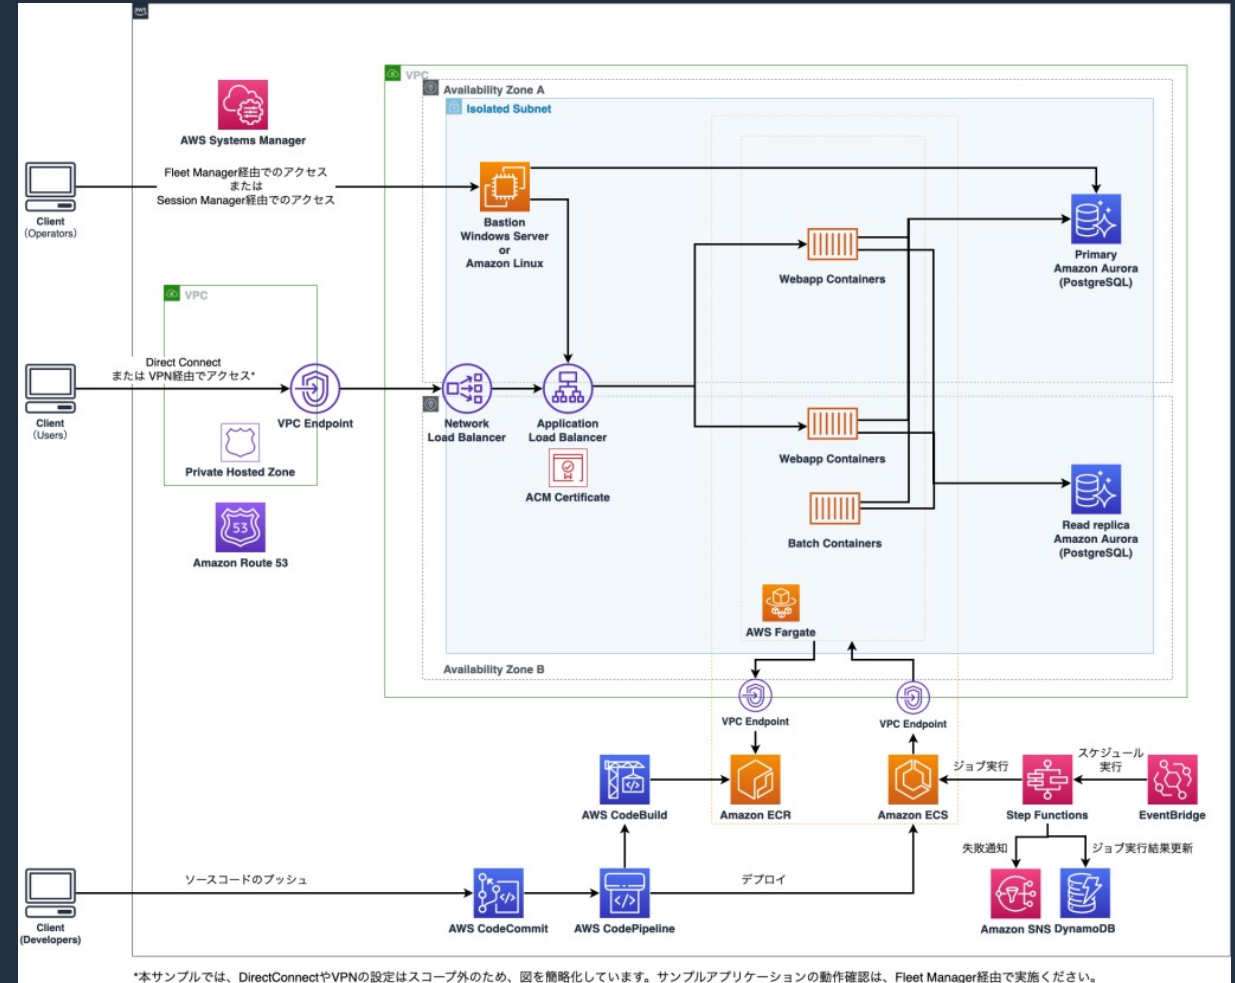 aws
VPC
Availability Zone A
Isolated Subnet
AWS Systems Manager
Fleet Manager経由でのアクセス
または
Session Manager経由でのアクセス
Client
(Operators)
Bastion
Windows Server
or
Amazon Linux
Webapp Containers
Primary
Amazon Aurora
(PostgreSQL)
VPC
Direct Connect
または VPN経由でアクセス*
Client
(Users)
VPC Endpoint
Private Hosted Zone
53
Amazon Route 53
Network
Load Balancer
Application
Load Balancer
ACM Certificate
Webapp Containers
Batch Containers
Read replica
Amazon Aurora
(PostgreSQL)
AWS Fargate
Availability Zone B
VPC Endpoint
VPC Endpoint
AWS CodeBuild
Amazon ECR
Amazon ECS
ジョブ実行
Step Functions
スケジュール
実行
EventBridge
失敗通知
ジョブ実行結果更新
Amazon SNS
DynamoDB
Client
(Developers)
ソースコードのプッシュ
AWS CodeCommit
AWS CodePipeline
デプロイ
*本サンプルでは、DirectConnectやVPNの設定はスコープ外のため、図を簡略化しています。サンプルアプリケーションの動作確認は、Fleet Manager経由で実施ください。